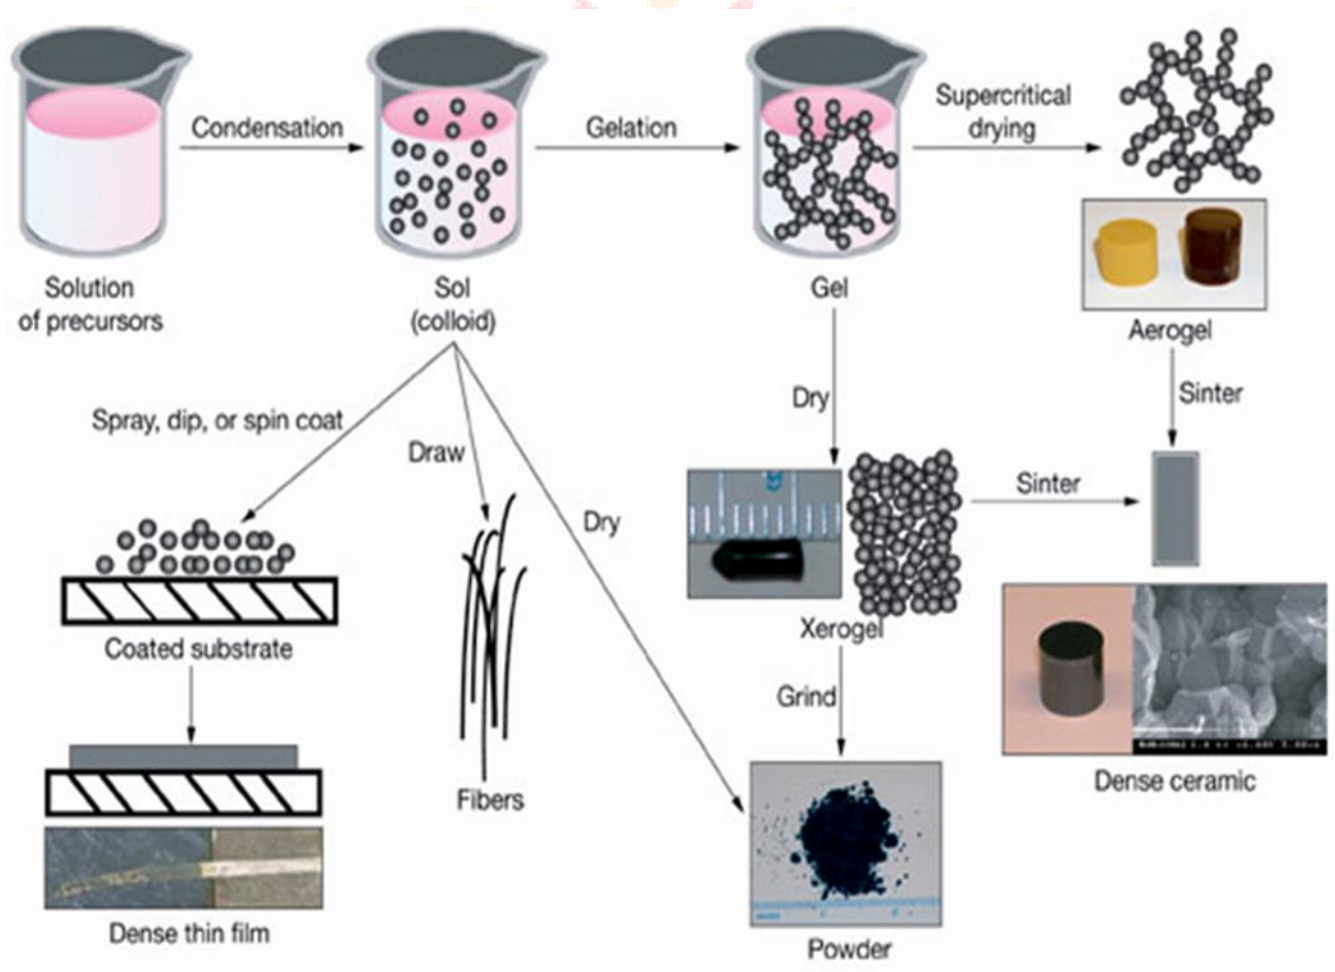 Condensation
Gelation
Supercritical
drying
Solution
of precursors
Sol
(colloid)
Gel
Aerogel
Spray, dip, or spin coat
Draw
Dry
Dry
Sinter
Sinter
Coated substrate
Xerogel
Grind
Fibers
Dense ceramic
Dense thin film
Powder